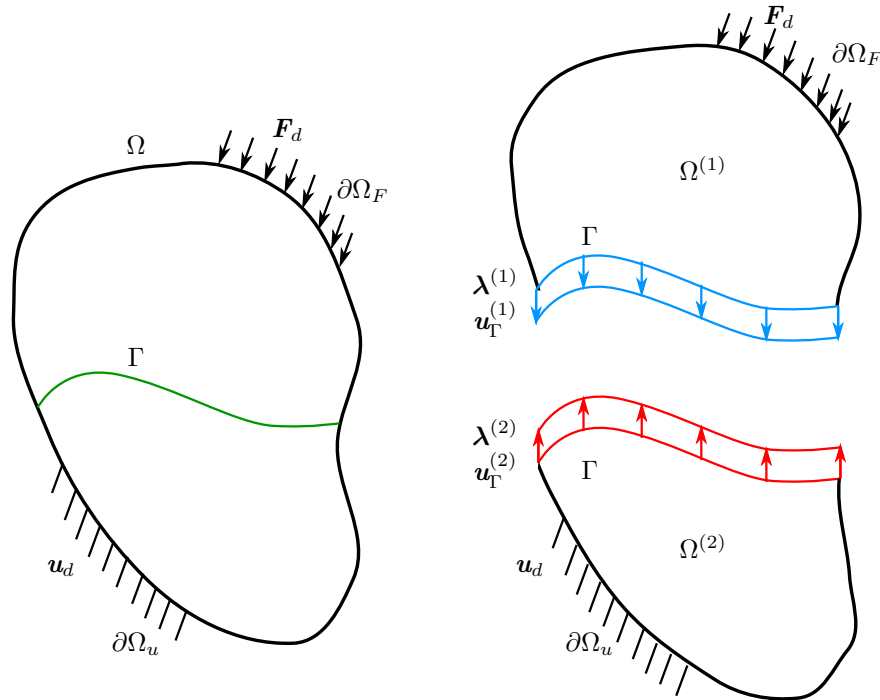 Ω
F_d
∂Ω_F
Γ
u_d
∂Ω_u
F_d
∂Ω_F
Ω^{(1)}
Γ
λ^{(1)}
u_Γ^{(1)}
λ^{(2)}
u_Γ^{(2)}
Γ
Ω^{(2)}
u_d
∂Ω_u